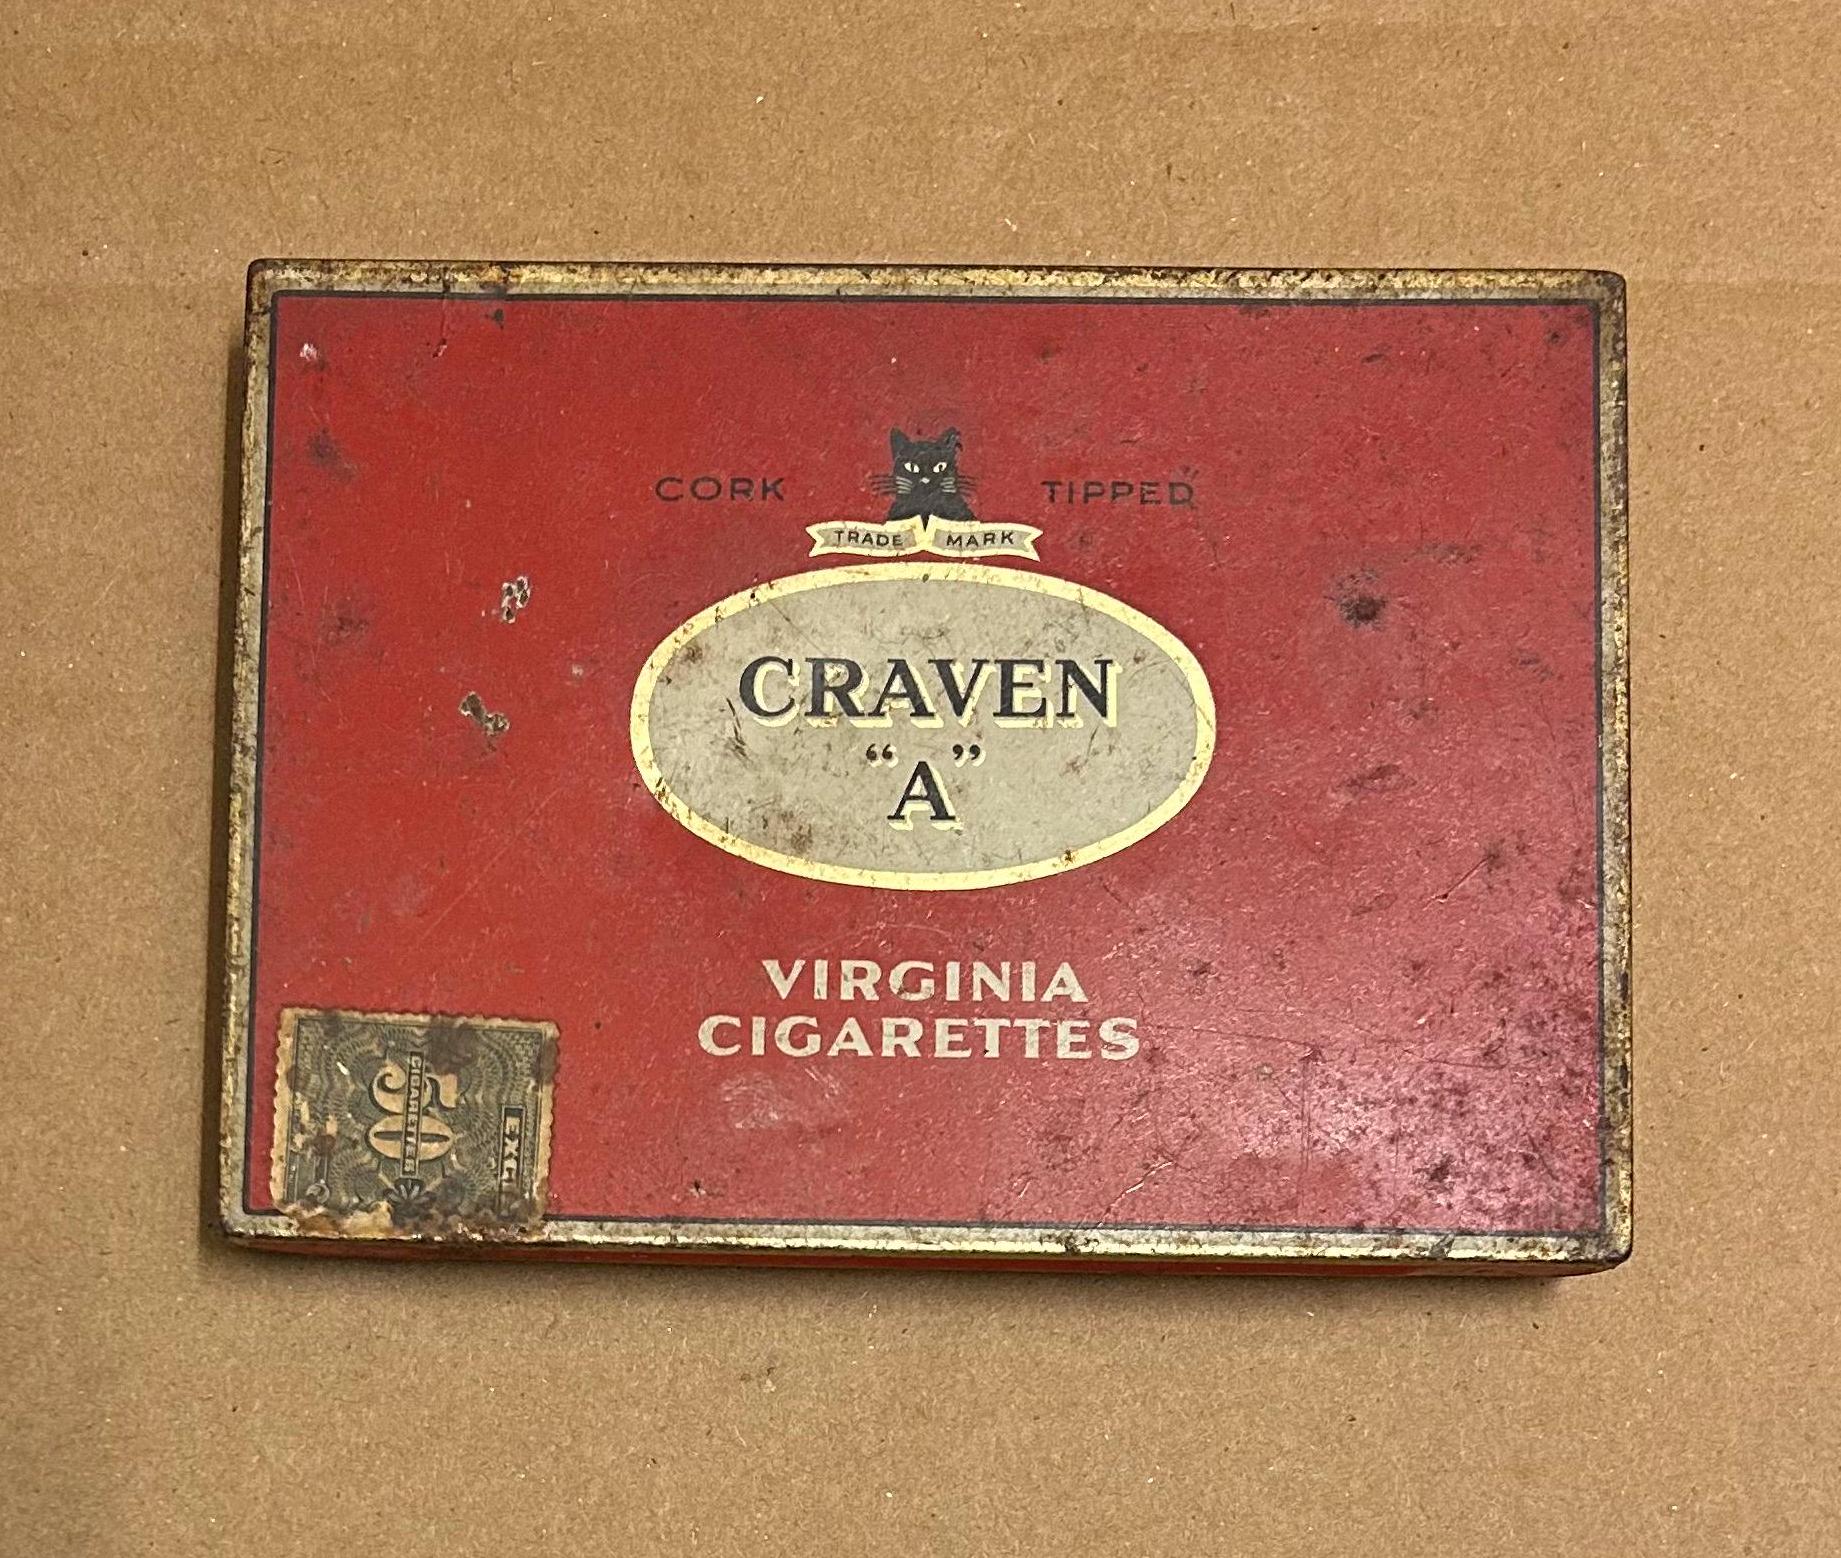 CORK TIPPED
TRADE MARK
CRAVEN
“A”
VIRGINIA
CIGARETTES
50
CIGARETTES